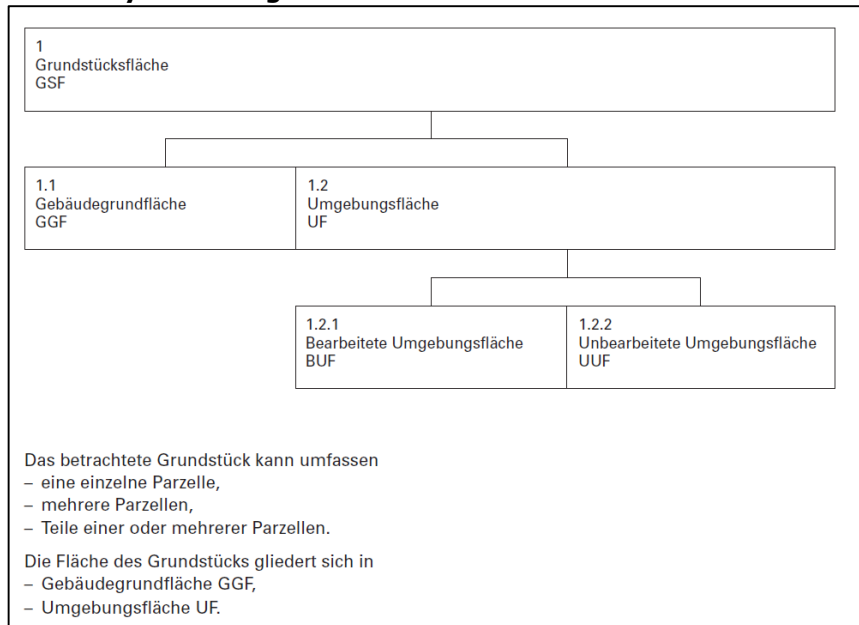 1
Grundstücksfläche
GSF
1.1
Gebäudegrundfläche
GGF
1.2
Umgebungsfläche
UF
1.2.1
Bearbeitete Umgebungsfläche
BUF
1.2.2
Unbearbeitete Umgebungsfläche
UUF
Das betrachtete Grundstück kann umfassen
– eine einzelne Parzelle,
– mehrere Parzellen,
– Teile einer oder mehrerer Parzellen.
Die Fläche des Grundstücks gliedert sich in
– Gebäudegrundfläche GGF,
– Umgebungsfläche UF.